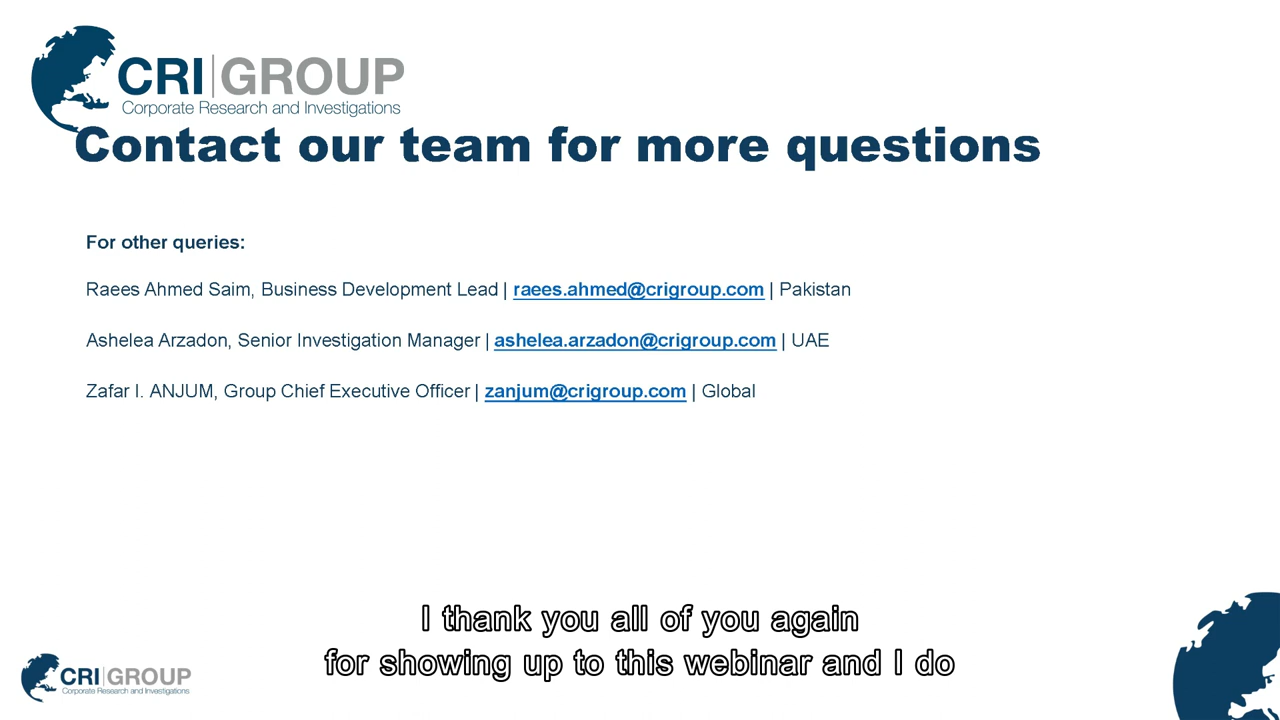 CRI|GROUP
Corporate Research and Investigations
Contact our team for more questions
For other queries:
Raees Ahmed Saim, Business Development Lead | raees.ahmed@crigroup.com | Pakistan
Ashelea Arzadon, Senior Investigation Manager | ashelea.arzadon@crigroup.com | UAE
Zafar I. ANJUM, Group Chief Executive Officer | zanjum@crigroup.com | Global
I thank you all of you again
for showing up to this webinar and I do
CRI|GROUP
Corporate Research and Investigations